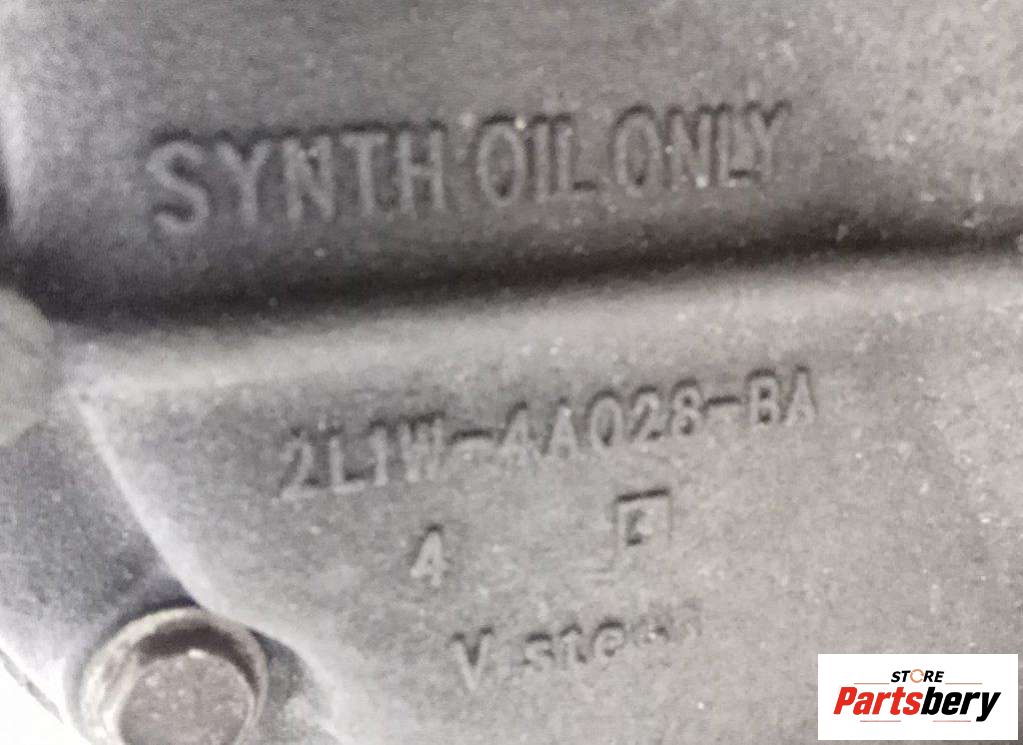 SYNTH OIL ONLY
2L1W-4A028-BA
4
STORE
Partsbery